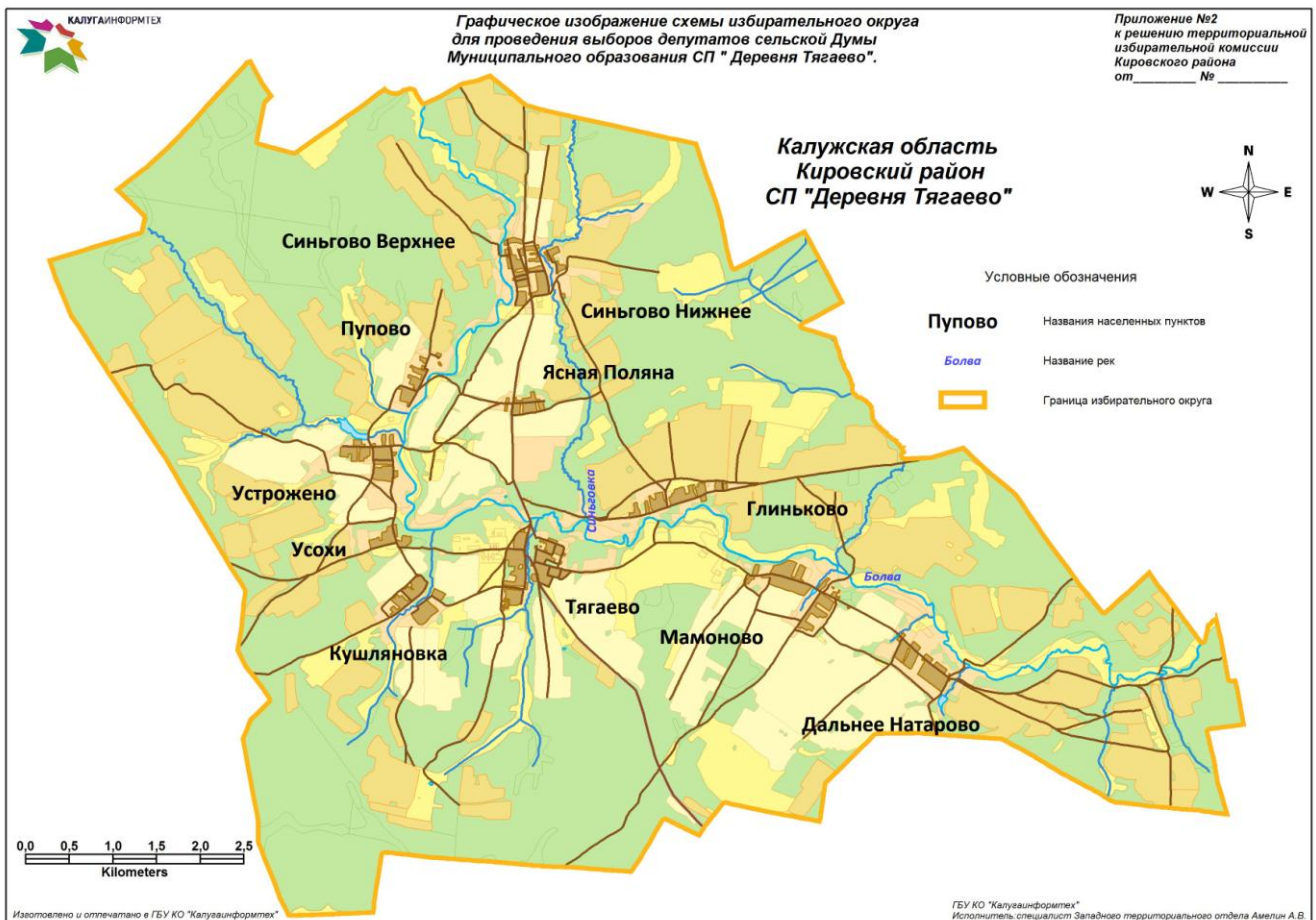 КАЛУГАИНФОРМТЕХ
Графическое изображение схемы избирательного округа
для проведения выборов депутатов сельской Думы
Муниципального образования СП " Деревня Тягаево".
Приложение №2
к решению территориальной
избирательной комиссии
Кировского района
от_________ № __________
Калужская область
Кировский район
СП "Деревня Тягаево"
N
W
E
S
Условные обозначения
Пупово
Названия населенных пунктов
Болва
Название рек
Граница избирательного округа
Синьгово Верхнее
Синьгово Нижнее
Пупово
Ясная Поляна
Устрожено
Синьговка
Глиньково
Усохи
Болва
Тягаево
Мамоново
Кушляновка
Дальнее Натарово
0,0 0,5 1,0 1,5 2,0 2,5
Kilometers
Изготовлено и отпечатано в ГБУ КО "Калугаинформтех"
ГБУ КО "Калугаинформтех"
Исполнитель:специалист Западного территориального отдела Амелин А.В.